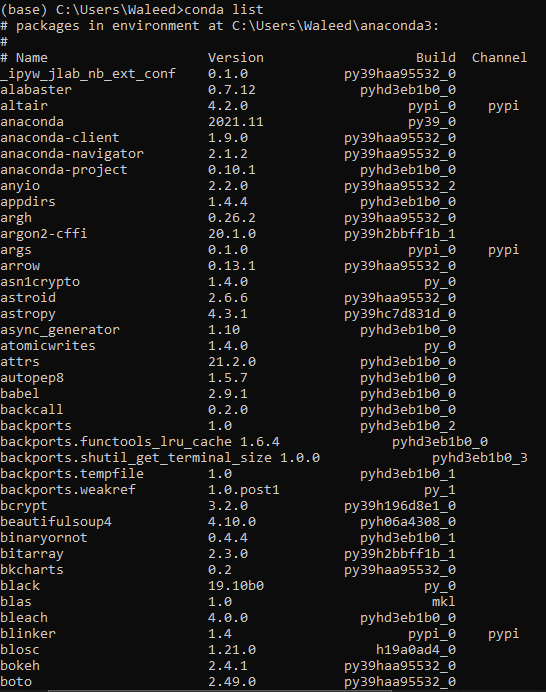 (base) C:\Users\Waleed>conda list
# packages in environment at C:\Users\Waleed\anaconda3:
#
# Name                    Version                   Build  Channel
_ipyw_jlab_nb_ext_conf    0.1.0            py39haa95532_0
alabaster                 0.7.12             pyhd3eb1b0_0
altair                    4.2.0                    pypi_0    pypi
anaconda                  2021.11                  py39_0
anaconda-client           1.9.0            py39haa95532_0
anaconda-navigator        2.1.2            py39haa95532_0
anaconda-project          0.10.1             pyhd3eb1b0_0
anyio                     2.2.0            py39haa95532_2
appdirs                   1.4.4              pyhd3eb1b0_0
argh                      0.26.2           py39haa95532_0
argon2-cffi               20.1.0           py39h2bbff1b_1
args                      0.1.0                    pypi_0    pypi
arrow                     0.13.1           py39haa95532_0
asn1crypto                1.4.0                      py_0
astroid                   2.6.6            py39haa95532_0
astropy                   4.3.1            py39hc7d831d_0
async_generator           1.10               pyhd3eb1b0_0
atomicwrites              1.4.0                      py_0
attrs                     21.2.0             pyhd3eb1b0_0
autopep8                  1.5.7              pyhd3eb1b0_0
babel                     2.9.1              pyhd3eb1b0_0
backcall                  0.2.0              pyhd3eb1b0_0
backports                 1.0                pyhd3eb1b0_2
backports.functools_lru_cache 1.6.4              pyhd3eb1b0_0
backports.shutil_get_terminal_size 1.0.0              pyhd3eb1b0_3
backports.tempfile        1.0                pyhd3eb1b0_1
backports.weakref         1.0.post1                  py_1
bcrypt                    3.2.0            py39h196d8e1_0
beautifulsoup4            4.10.0             pyh06a4308_0
binaryornot               0.4.4              pyhd3eb1b0_1
bitarray                  2.3.0            py39h2bbff1b_1
bkcharts                  0.2              py39haa95532_0
black                     19.10b0                    py_0
blas                      1.0                         mkl
bleach                    4.0.0              pyhd3eb1b0_0
blinker                   1.4                      pypi_0    pypi
blosc                     1.21.0               h19a0ad4_0
bokeh                     2.4.1            py39haa95532_0
boto                      2.49.0           py39haa95532_0